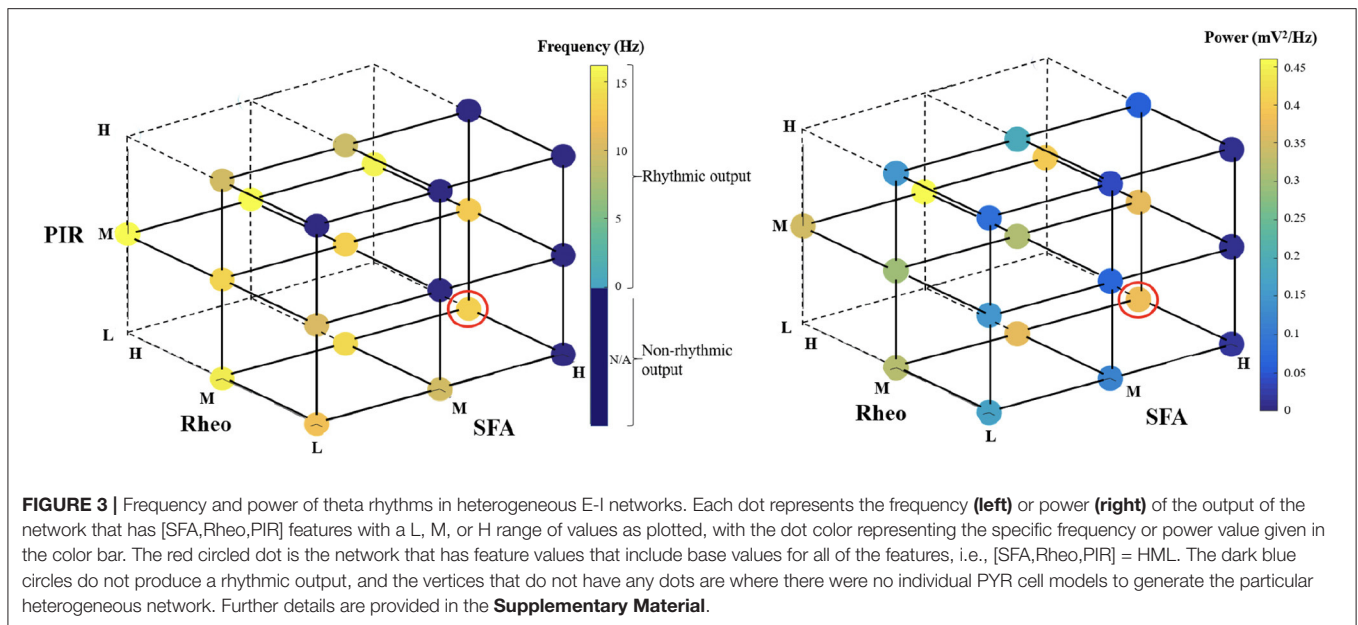 Frequency (Hz)
15
10
5
0
N/A
Rhythmic output
Non-rhythmic
output
H
PIR
M
L
H
M
Rheo
L
M
SFA
H
Power (mV²/Hz)
0.45
0.4
0.35
0.3
0.25
0.2
0.15
0.1
0.05
0
H
M
L
H
M
Rheo
L
M
SFA
H
FIGURE 3 | Frequency and power of theta rhythms in heterogeneous E-I networks. Each dot represents the frequency (left) or power (right) of the output of the
network that has [SFA,Rheo,PIR] features with a L, M, or H range of values as plotted, with the dot color representing the specific frequency or power value given in
the color bar. The red circled dot is the network that has feature values that include base values for all of the features, i.e., [SFA,Rheo,PIR] = HML. The dark blue
circles do not produce a rhythmic output, and the vertices that do not have any dots are where there were no individual PYR cell models to generate the particular
heterogeneous network. Further details are provided in the Supplementary Material.